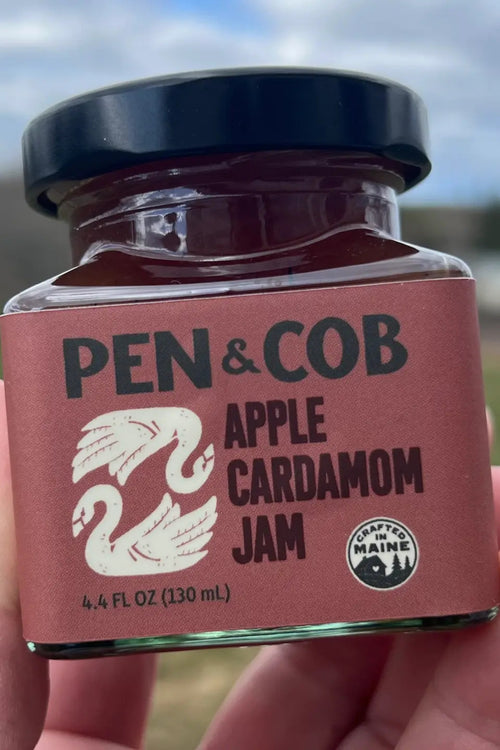 PEN & COB
APPLE
CARDAMOM
JAM
CRAFTED
IN
MAINE
4.4 FL OZ (130 mL)